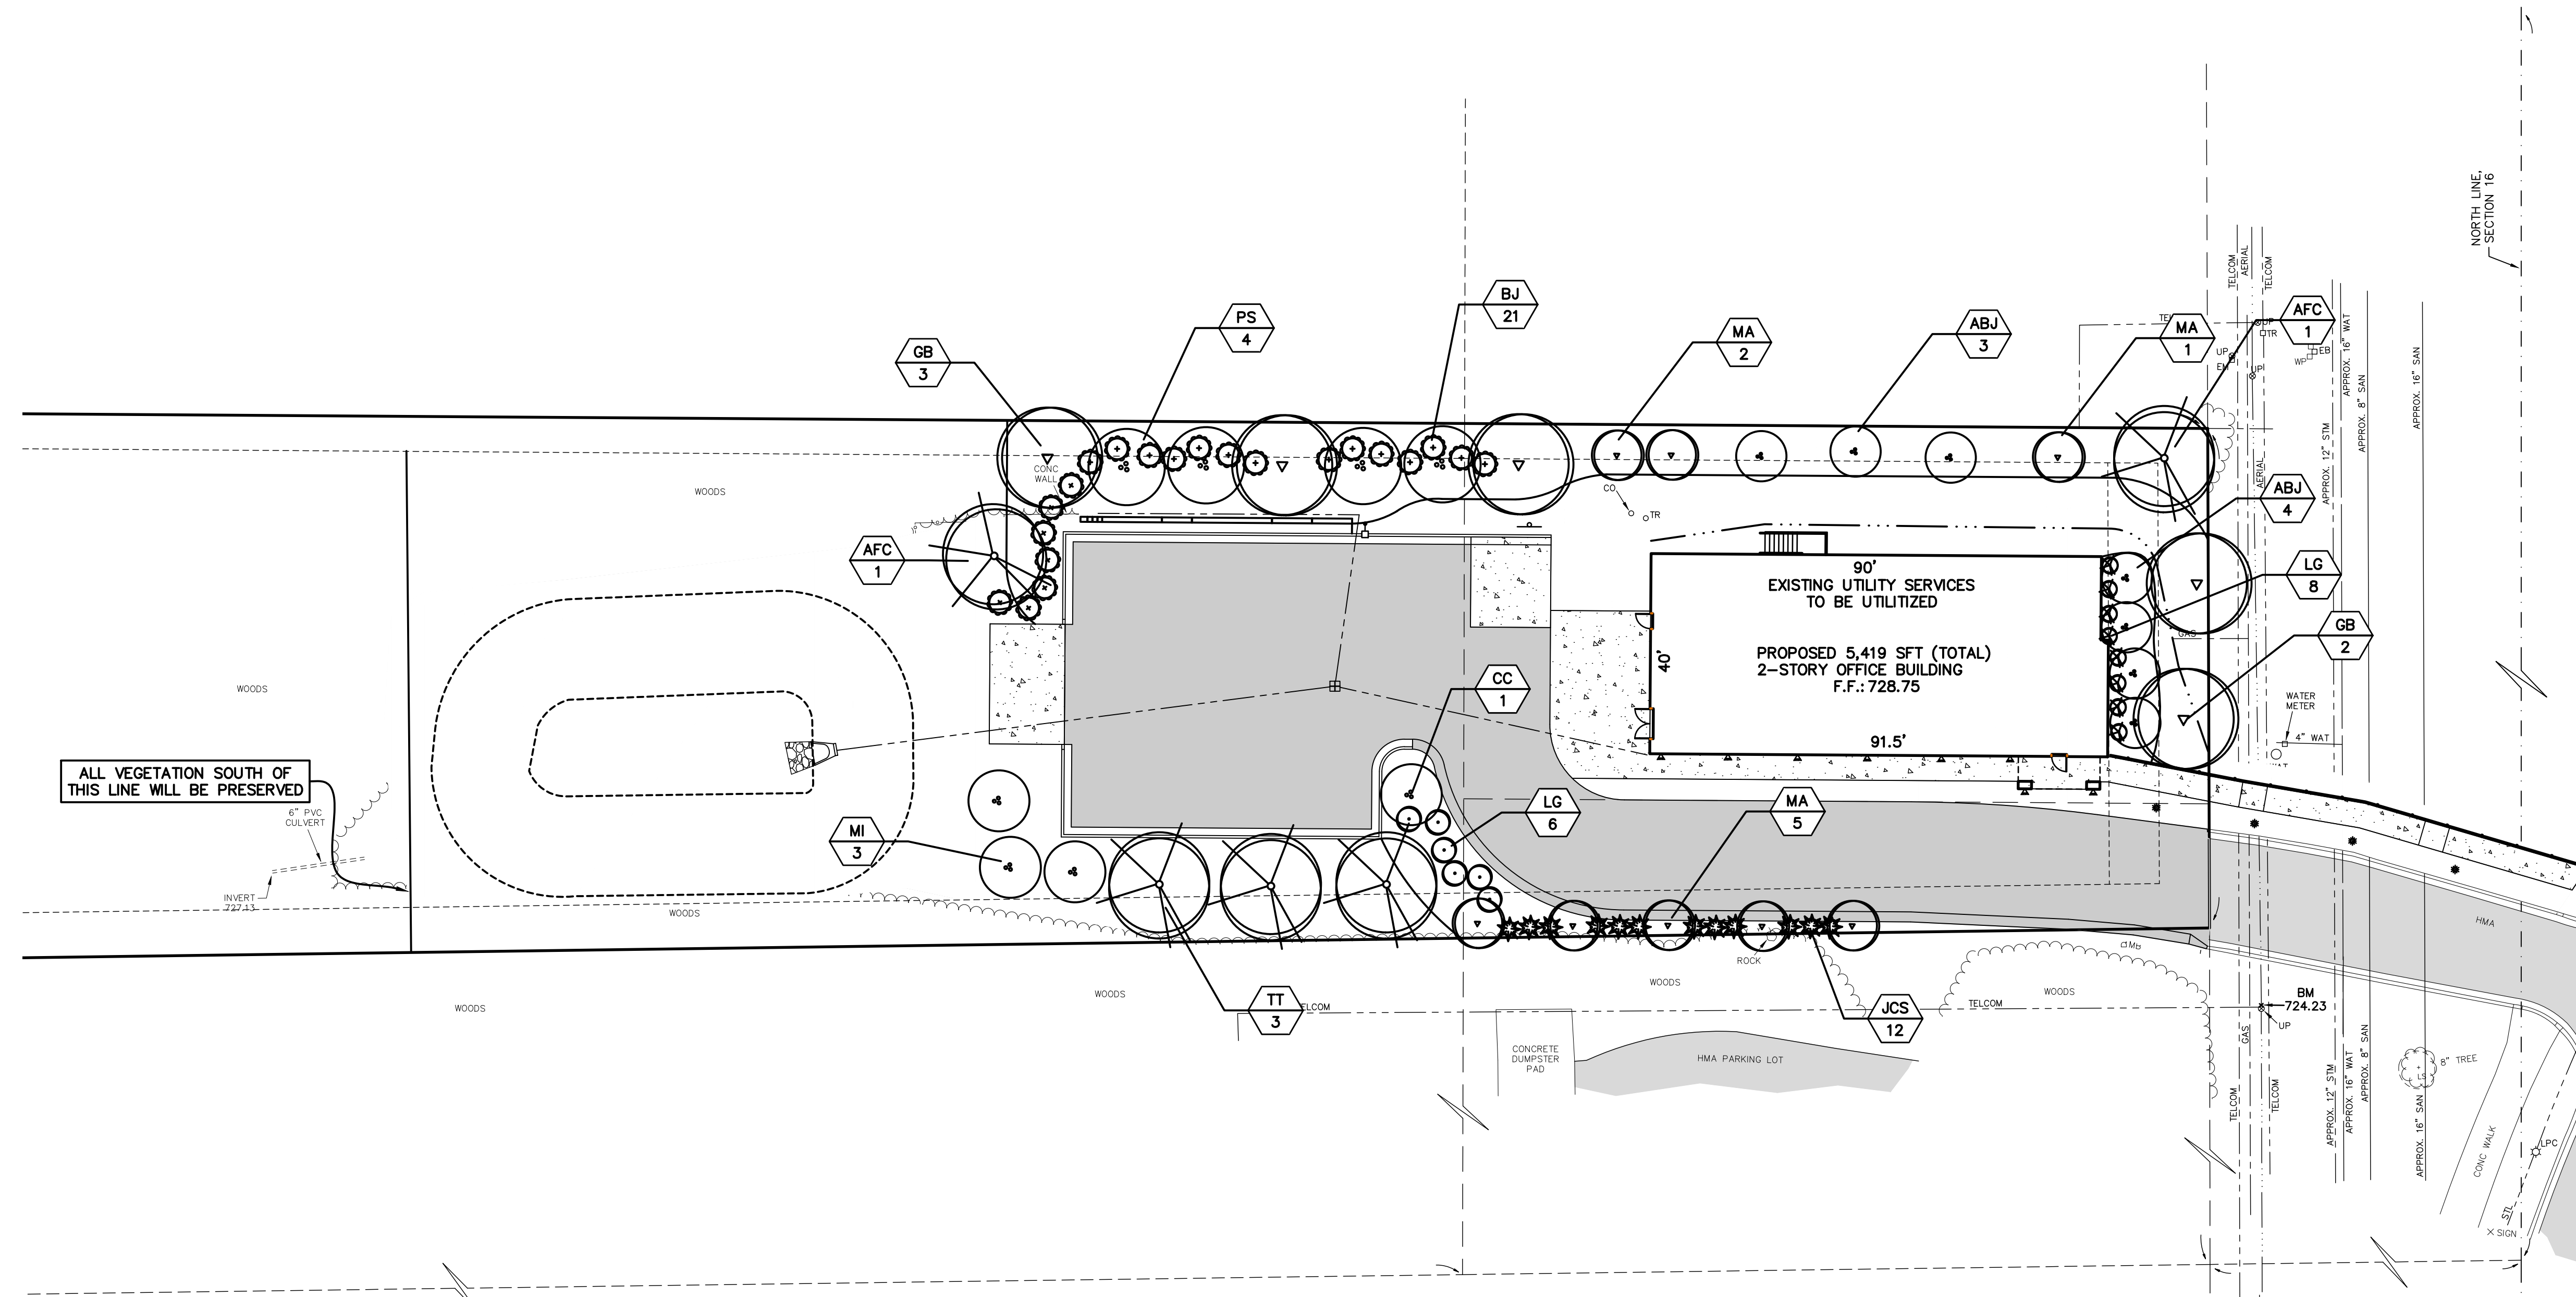 NORTH LINE,
SECTION 16
TELCOM
AERIAL
TELCOM
BJ
21
PS
4
AFC
1
MA
1
ABJ
3
MA
2
GB
3
UP
TR
UP
EB
WP
UP
APPROX. 16" WAT
APPROX. 8" SAN
APPROX. 16" SAN
APPROX. 12" STM
AERIAL
CONC
WALL
WOODS
CO
TR
ABJ
4
AFC
1
LG
8
90'
EXISTING UTILITY SERVICES
TO BE UTILITIZED
40'
PROPOSED 5,419 SFT (TOTAL)
2-STORY OFFICE BUILDING
F.F.: 728.75
91.5'
GAS
GB
2
WOODS
CC
1
WATER
METER
4" WAT
ALL VEGETATION SOUTH OF
THIS LINE WILL BE PRESERVED
6" PVC
CULVERT
INVERT
727.13
MI
3
LG
6
MA
5
WOODS
HMA
ROCK
WOODS
WOODS
WOODS
WOODS
TT
3
TELCOM
JCS
12
BM
724.23
UP
CONCRETE
DUMPSTER
PAD
HMA PARKING LOT
GAS
TELCOM
TELCOM
APPROX. 12" STM
APPROX. 16" WAT
APPROX. 8" SAN
APPROX. 16" SAN
8" TREE
CONC WALK
LPC
STL
SIGN